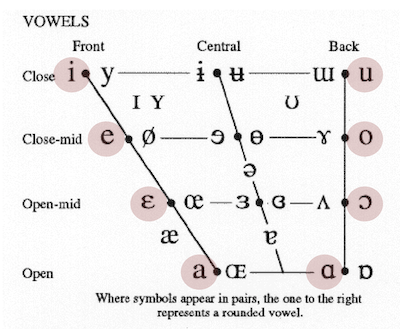 VOWELS
Front Central Back
Close i y ɨ ʉ ɯ u
I Y ʊ
Close-mid e ø ɘ ɵ ɤ o
ə
Open-mid ɛ œ ɜ ɞ ʌ ɔ
æ ɐ
Open a Œ ɑ ɒ
Where symbols appear in pairs, the one to the right
represents a rounded vowel.